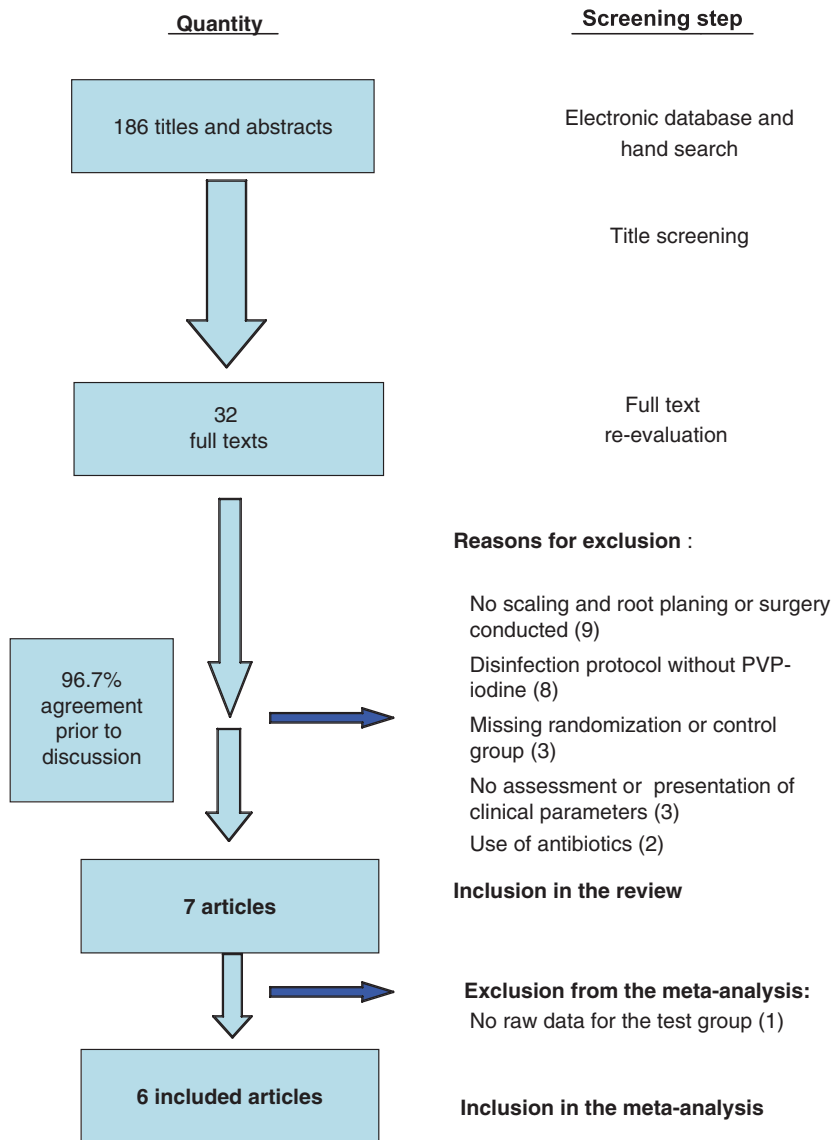 Quantity
Screening step
186 titles and abstracts
Electronic database and
hand search
Title screening
32
full texts
Full text
re-evaluation
Reasons for exclusion :
No scaling and root planing or surgery
conducted (9)
Disinfection protocol without PVP-
iodine (8)
Missing randomization or control
group (3)
No assessment or presentation of
clinical parameters (3)
Use of antibiotics (2)
96.7%
agreement
prior to
discussion
7 articles
Inclusion in the review
Exclusion from the meta-analysis:
No raw data for the test group (1)
6 included articles
Inclusion in the meta-analysis